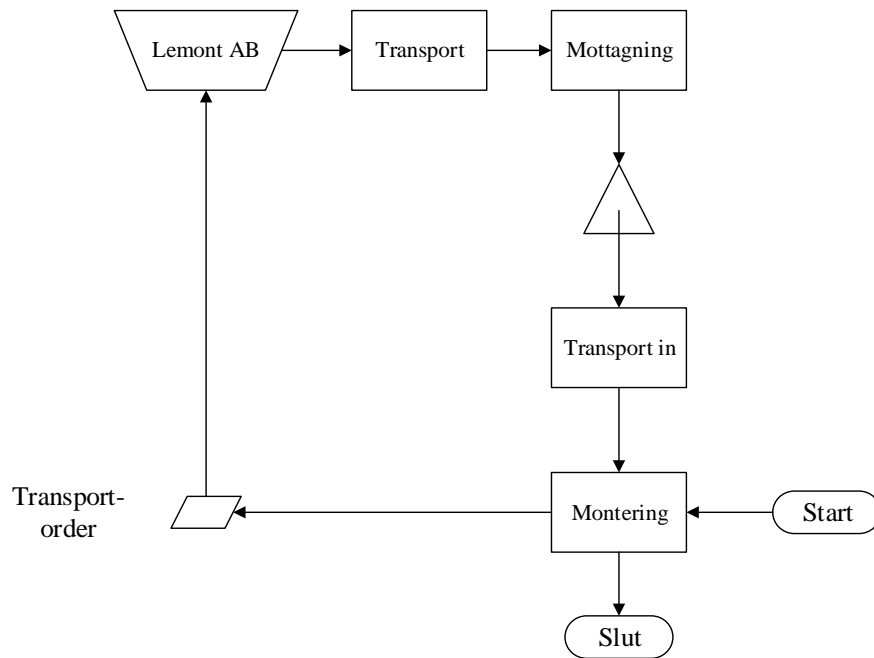 Lemont AB
Transport
Mottagning
Transport in
Transport-
order
Montering
Start
Slut